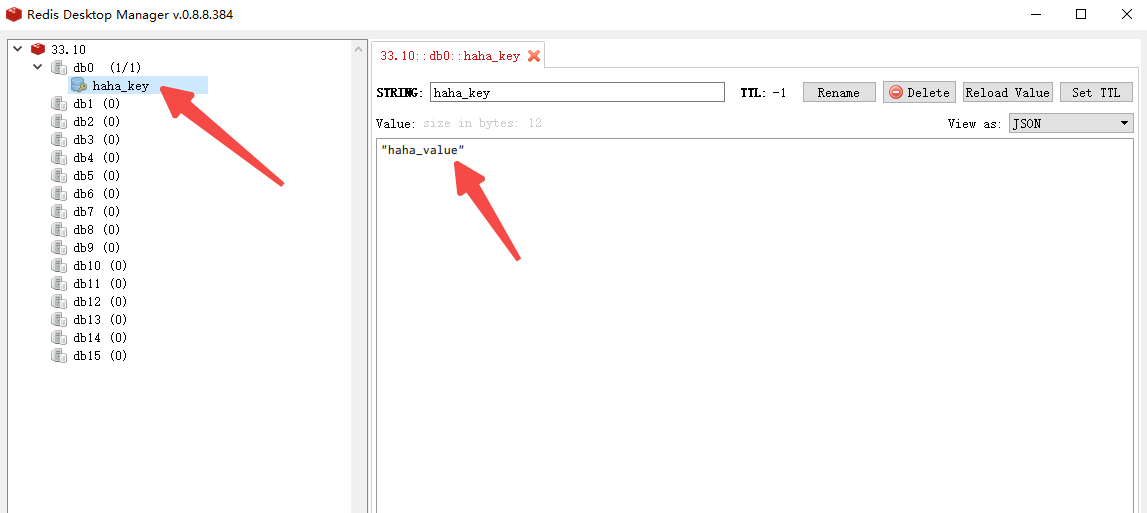 Redis Desktop Manager v.0.8.8.384
33.10
db0 (1/1)
haha_key
db1 (0)
db2 (0)
db3 (0)
db4 (0)
db5 (0)
db6 (0)
db7 (0)
db8 (0)
db9 (0)
db10 (0)
db11 (0)
db12 (0)
db13 (0)
db14 (0)
db15 (0)
33.10::db0::haha_key
STRING: haha_key TTL: -1 Rename Delete Reload Value Set TTL
Value: size in bytes: 12 View as: JSON
"haha_value"